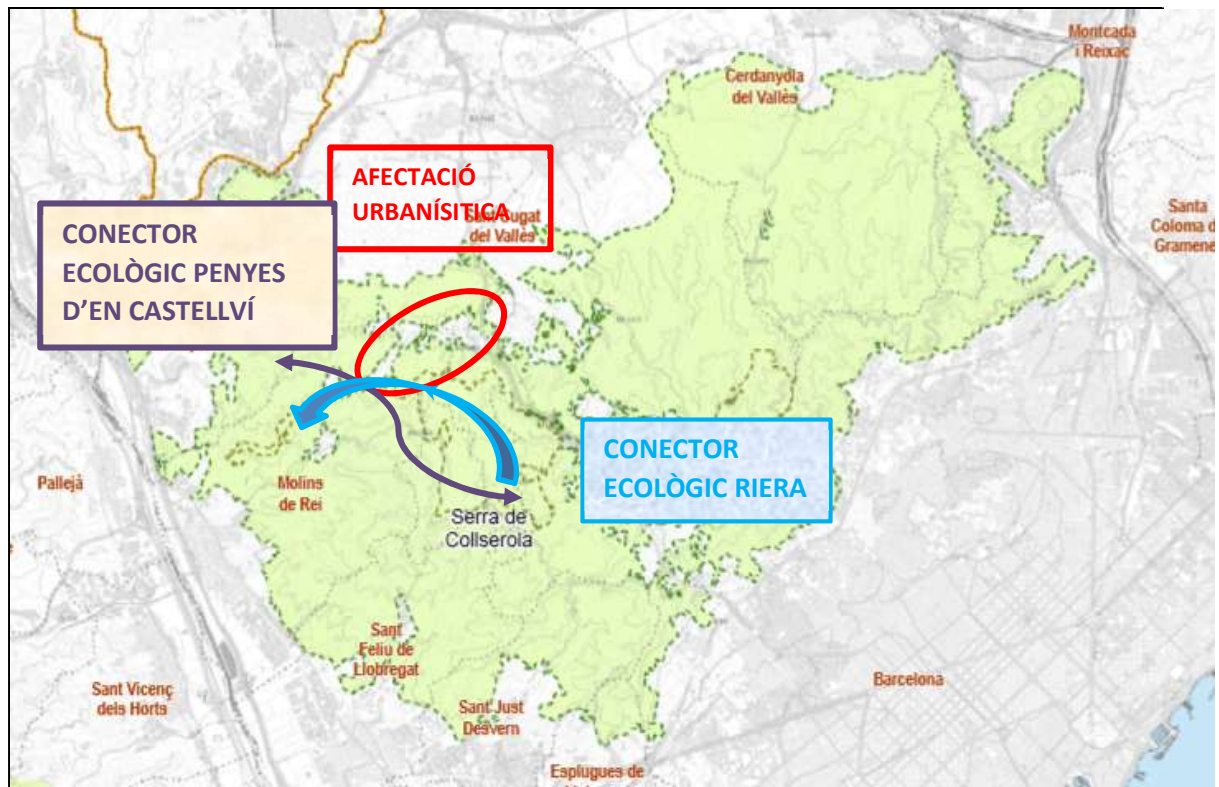 Montcada
i Reixac
Cerdanyola
del Vallès
AFECTACIÓ
URBANÍSITICA
Sant Cugat
del Vallès
Santa
Coloma d
Gramene
CONECTOR
ECOLÒGIC PENYES
D'EN CASTELLVÍ
CONECTOR
ECOLÒGIC RIERA
Pallejà
Molins
de Rei
Serra de
Collserola
Sant
Feliu de
Llobregat
Sant Vicenç
dels Horts
Sant Just
Desvern
Barcelona
Esplugues de